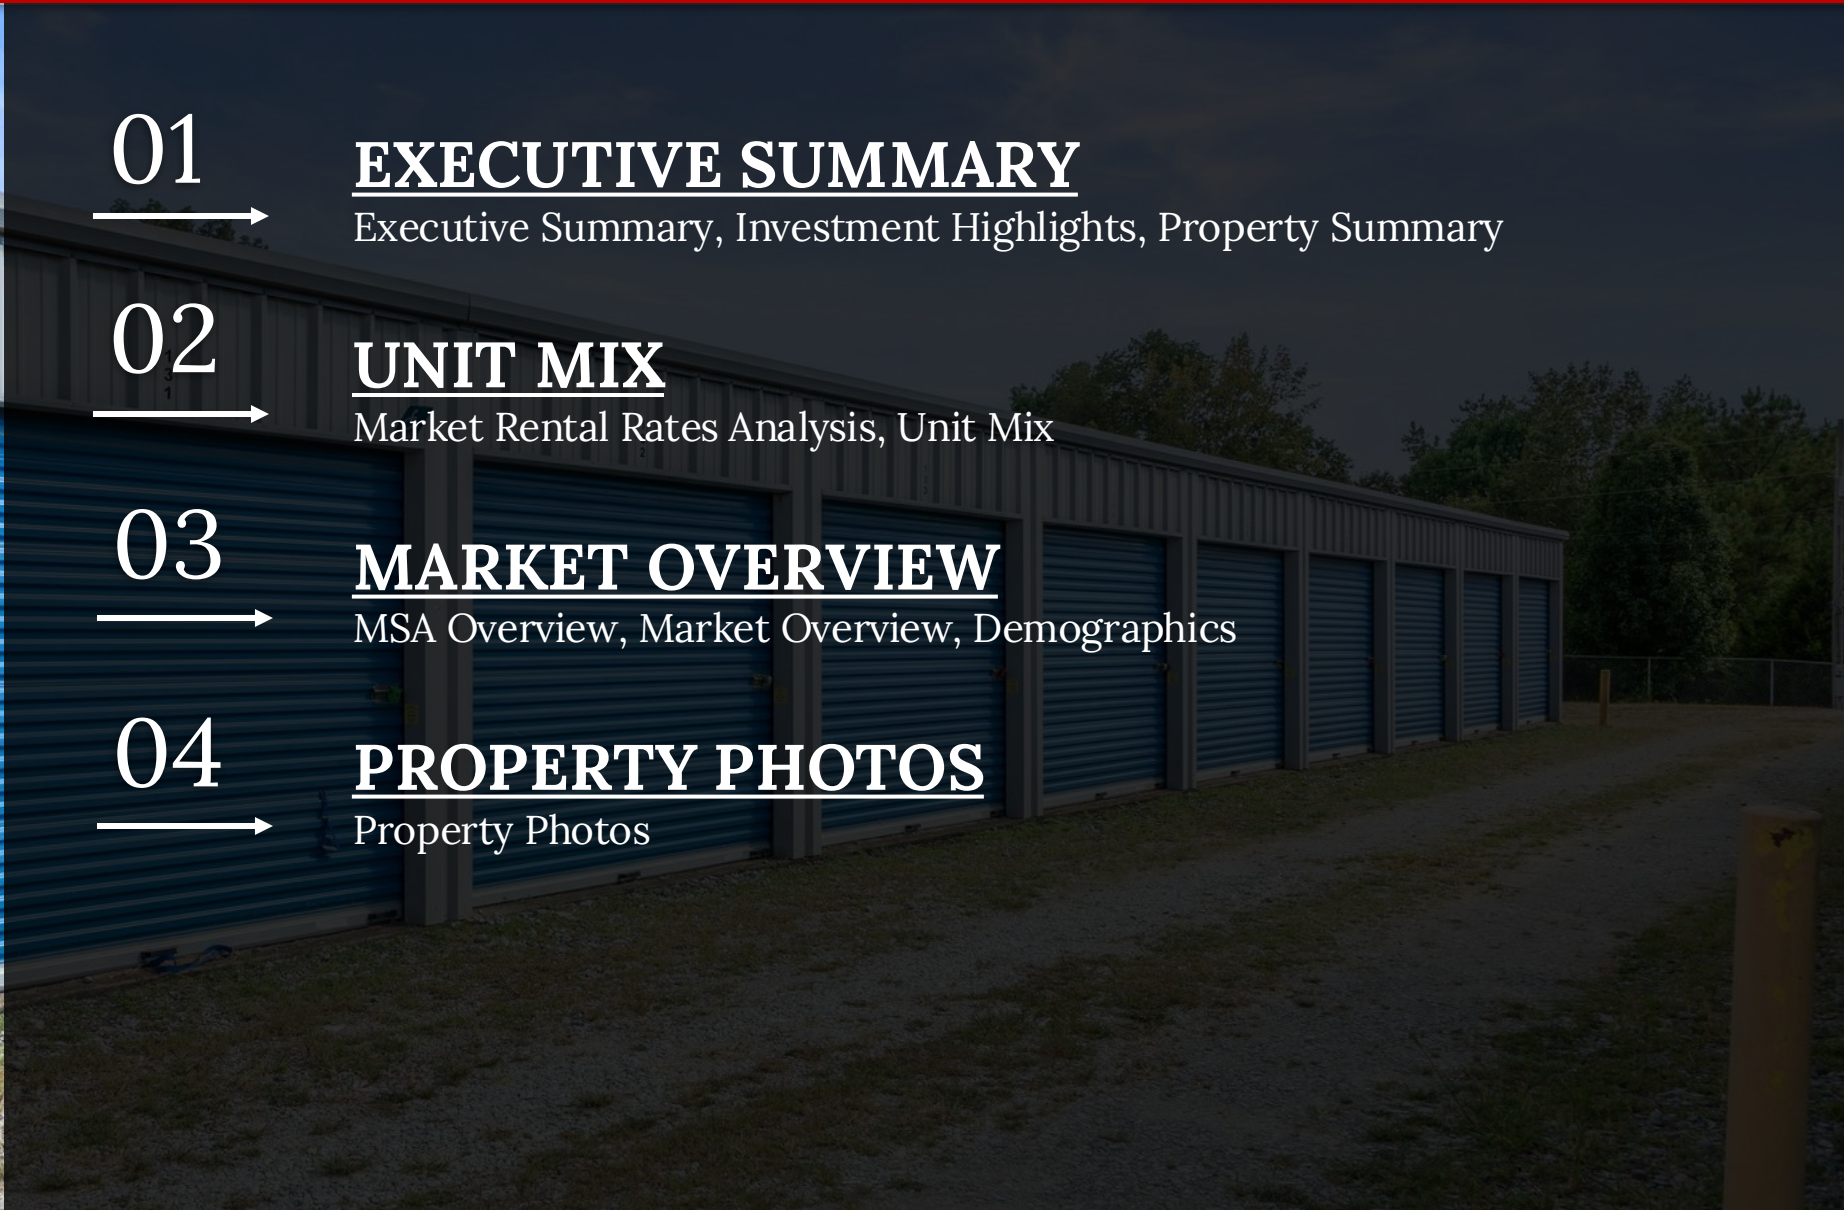 01
EXECUTIVE SUMMARY
Executive Summary, Investment Highlights, Property Summary
02
UNIT MIX
Market Rental Rates Analysis, Unit Mix
03
MARKET OVERVIEW
MSA Overview, Market Overview, Demographics
04
PROPERTY PHOTOS
Property Photos